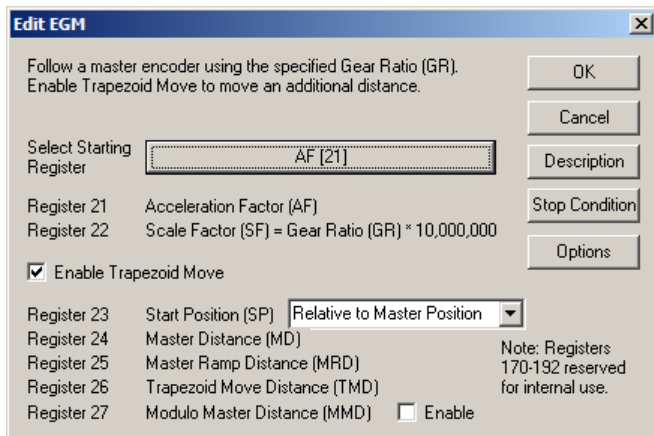 Edit EGM
Follow a master encoder using the specified Gear Ratio (GR).
Enable Trapezoid Move to move an additional distance.
OK
Cancel
Select Starting
Register
AF [21]
Description
Register 21 Acceleration Factor (AF)
Stop Condition
Register 22 Scale Factor (SF) = Gear Ratio (GR) * 10,000,000
Options
Enable Trapezoid Move
Register 23 Start Position (SP) Relative to Master Position
Register 24 Master Distance (MD)
Register 25 Master Ramp Distance (MRD)
Register 26 Trapezoid Move Distance (TMD)
Register 27 Modulo Master Distance (MMD) Enable
Note: Registers
170-192 reserved
for internal use.